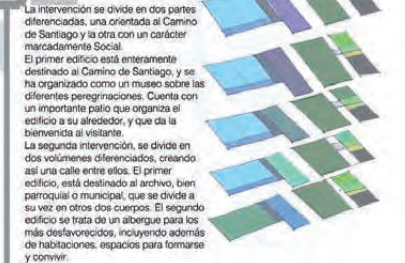 La intervención se divide en dos partes
diferenciadas, una orientada al Camino
de Santiago y la otra con un carácter
marcadamente Social.
El primer edificio está enteramente
destinado al Camino de Santiago, y se
ha organizado como un museo sobre las
diferentes peregrinaciones. Cuenta con
un importante patio que organiza el
edificio a su alrededor, y que da la
bienvenida al visitante.
La segunda intervención, se divide en
dos volúmenes diferenciados, creando
así una calle entre ellos. El primer
edificio, está destinado al archivo, bien
parroquial o municipal, que se divide a
su vez en otros dos cuerpos. El segundo
edificio se trata de un albergue para los
más desfavorecidos, incluyendo además
de habitaciones, espacios para formarse
y convivir.